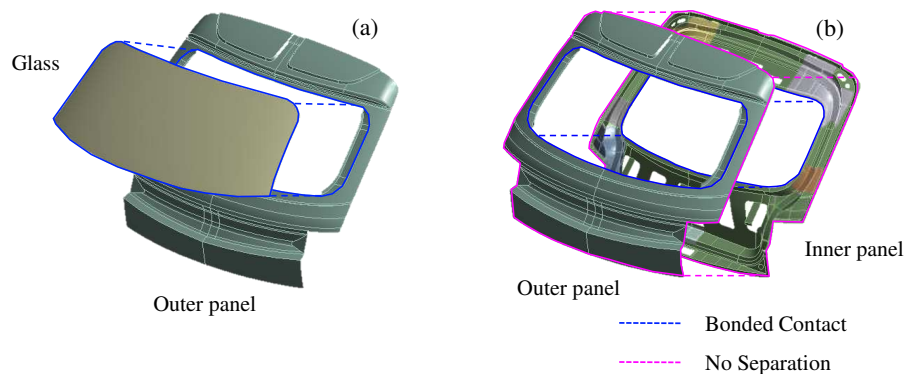 (a)
(b)
Glass
Inner panel
Outer panel
Outer panel
Bonded Contact
No Separation